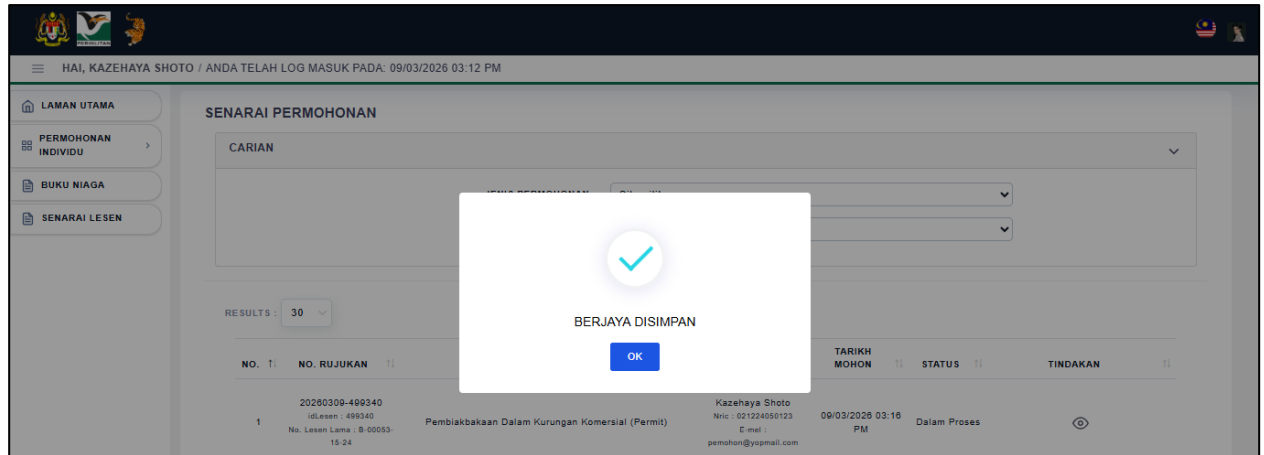 PERHILITAN
HAI, KAZEHAYA SHOTO / ANDA TELAH LOG MASUK PADA: 09/03/2026 03:12 PM
LAMAN UTAMA
PERMOHONAN
INDIVIDU
BUKU NIAGA
SENARAI LESEN
SENARAI PERMOHONAN
CARIAN
JENIS PERMOHONAN
BERJAYA DISIMPAN
OK
RESULTS : 30
NO. NO. RUJUKAN TARIKH MOHON STATUS TINDAKAN
1
20260309-499340
idLesen : 499340
No. Lesen Lama : B-00053-
15-24
Pembiakbakaan Dalam Kurungan Komersial (Permit)
Kazehaya Shoto
Nric : 021224050123
E-mel :
pemohon@yopmail.com
09/03/2026 03:16
PM
Dalam Proses